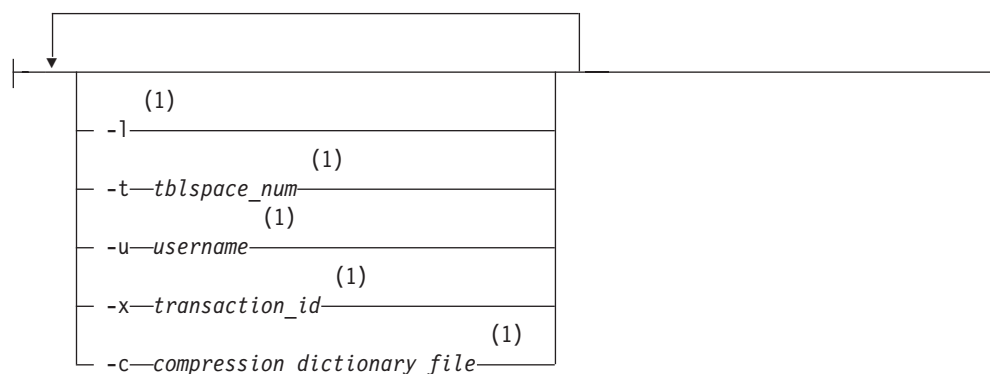 (1)
-l
(1)
-t tblspace_num
(1)
-u username
(1)
-x transaction_id
(1)
-c compression dictionary file